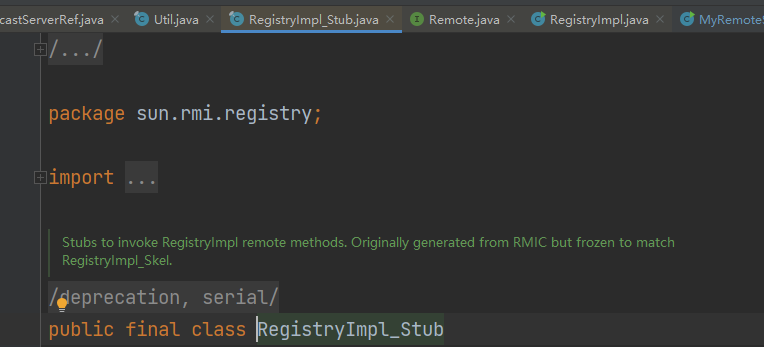 castServerRef.java Util.java RegistryImpl_Stub.java Remote.java RegistryImpl.java MyRemoteS
/.../
package sun.rmi.registry;
import ...
Stubs to invoke RegistryImpl remote methods. Originally generated from RMIC but frozen to match
RegistryImpl_Skel.
/deprecation, serial/
public final class RegistryImpl_Stub